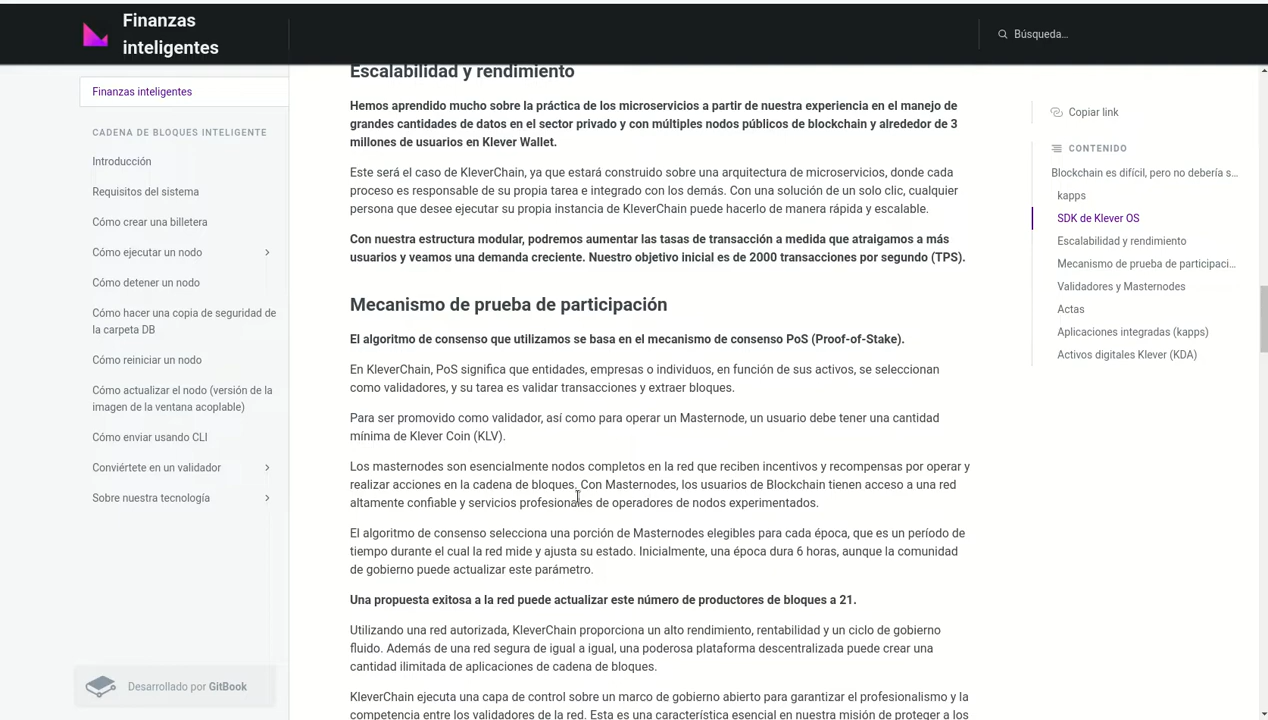 Finanzas
inteligentes
Búsqueda...
Finanzas inteligentes
CADENA DE BLOQUES INTELIGENTE
Introducción
Requisitos del sistema
Cómo crear una billetera
Cómo ejecutar un nodo
Cómo detener un nodo
Cómo hacer una copia de seguridad de
la carpeta DB
Cómo reiniciar un nodo
Cómo actualizar el nodo (versión de la
imagen de la ventana acoplable)
Cómo enviar usando CLI
Conviértete en un validador
Sobre nuestra tecnología
Desarrollado por GitBook
Escalabilidad y rendimiento
Hemos aprendido mucho sobre la práctica de los microservicios a partir de nuestra experiencia en el manejo de
grandes cantidades de datos en el sector privado y con múltiples nodos públicos de blockchain y alrededor de 3
millones de usuarios en Klever Wallet.
Este será el caso de KleverChain, ya que estará construido sobre una arquitectura de microservicios, donde cada
proceso es responsable de su propia tarea e integrado con los demás. Con una solución de un solo clic, cualquier
persona que desee ejecutar su propia instancia de KleverChain puede hacerlo de manera rápida y escalable.
Con nuestra estructura modular, podremos aumentar las tasas de transacción a medida que atraigamos a más
usuarios y veamos una demanda creciente. Nuestro objetivo inicial es de 2000 transacciones por segundo (TPS).
Mecanismo de prueba de participación
El algoritmo de consenso que utilizamos se basa en el mecanismo de consenso PoS (Proof-of-Stake).
En KleverChain, PoS significa que entidades, empresas o individuos, en función de sus activos, se seleccionan
como validadores, y su tarea es validar transacciones y extraer bloques.
Para ser promovido como validador, así como para operar un Masternode, un usuario debe tener una cantidad
mínima de Klever Coin (KLV).
Los masternodes son esencialmente nodos completos en la red que reciben incentivos y recompensas por operar y
realizar acciones en la cadena de bloques. Con Masternodes, los usuarios de Blockchain tienen acceso a una red
altamente confiable y servicios profesionales de operadores de nodos experimentados.
El algoritmo de consenso selecciona una porción de Masternodes elegibles para cada época, que es un período de
tiempo durante el cual la red mide y ajusta su estado. Inicialmente, una época dura 6 horas, aunque la comunidad
de gobierno puede actualizar este parámetro.
Una propuesta exitosa a la red puede actualizar este número de productores de bloques a 21.
Utilizando una red autorizada, KleverChain proporciona un alto rendimiento, rentabilidad y un ciclo de gobierno
fluido. Además de una red segura de igual a igual, una poderosa plataforma descentralizada puede crear una
cantidad ilimitada de aplicaciones de cadena de bloques.
KleverChain ejecuta una capa de control sobre un marco de gobierno abierto para garantizar el profesionalismo y la
competencia entre los validadores de la red. Esta es una característica esencial en nuestra misión de proteger a los
Copiar link
CONTENIDO
Blockchain es difícil, pero no debería s...
kapps
SDK de Klever OS
Escalabilidad y rendimiento
Mecanismo de prueba de participaci...
Validadores y Masternodes
Actas
Aplicaciones integradas (kapps)
Activos digitales Klever (KDA)